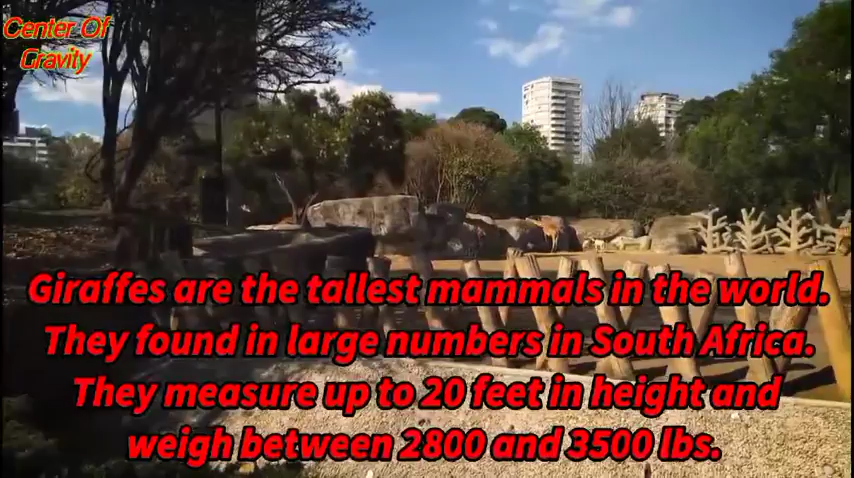 Center Of
Gravity
Giraffes are the tallest mammals in the world.
They found in large numbers in South Africa.
They measure up to 20 feet in height and
weigh between 2800 and 3500 lbs.